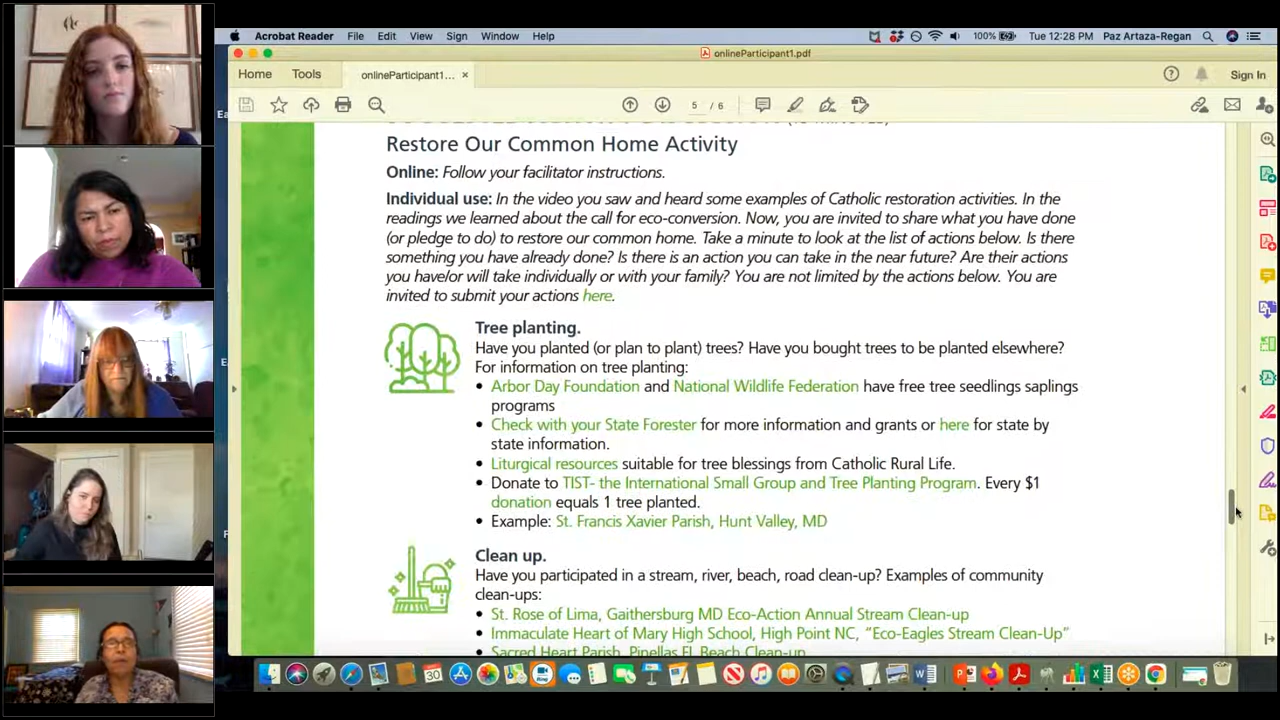 Acrobat Reader File Edit View Sign Window Help 100% Tue 12:28 PM Paz Artaza-Regan
onlineParticipant1.pdf
Home Tools onlineParticipant1... × Sign In
5 / 6
Restore Our Common Home Activity
Online: Follow your facilitator instructions.
Individual use: In the video you saw and heard some examples of Catholic restoration activities. In the
readings we learned about the call for eco-conversion. Now, you are invited to share what you have done
(or pledge to do) to restore our common home. Take a minute to look at the list of actions below. Is there
something you have already done? Is there an action you can take in the near future? Are their actions
you have/or will take individually or with your family? You are not limited by the actions below. You are
invited to submit your actions here.
Tree planting.
Have you planted (or plan to plant) trees? Have you bought trees to be planted elsewhere?
For information on tree planting:
• Arbor Day Foundation and National Wildlife Federation have free tree seedlings saplings
programs
• Check with your State Forester for more information and grants or here for state by
state information.
• Liturgical resources suitable for tree blessings from Catholic Rural Life.
• Donate to TIST- the International Small Group and Tree Planting Program. Every $1
donation equals 1 tree planted.
• Example: St. Francis Xavier Parish, Hunt Valley, MD
Clean up.
Have you participated in a stream, river, beach, road clean-up? Examples of community
clean-ups:
• St. Rose of Lima, Gaithersburg MD Eco-Action Annual Stream Clean-up
• Immaculate Heart of Mary High School, High Point NC, “Eco-Eagles Stream Clean-Up”
• Sacred Heart Parish, Pinellas FL Beach Clean-up
30